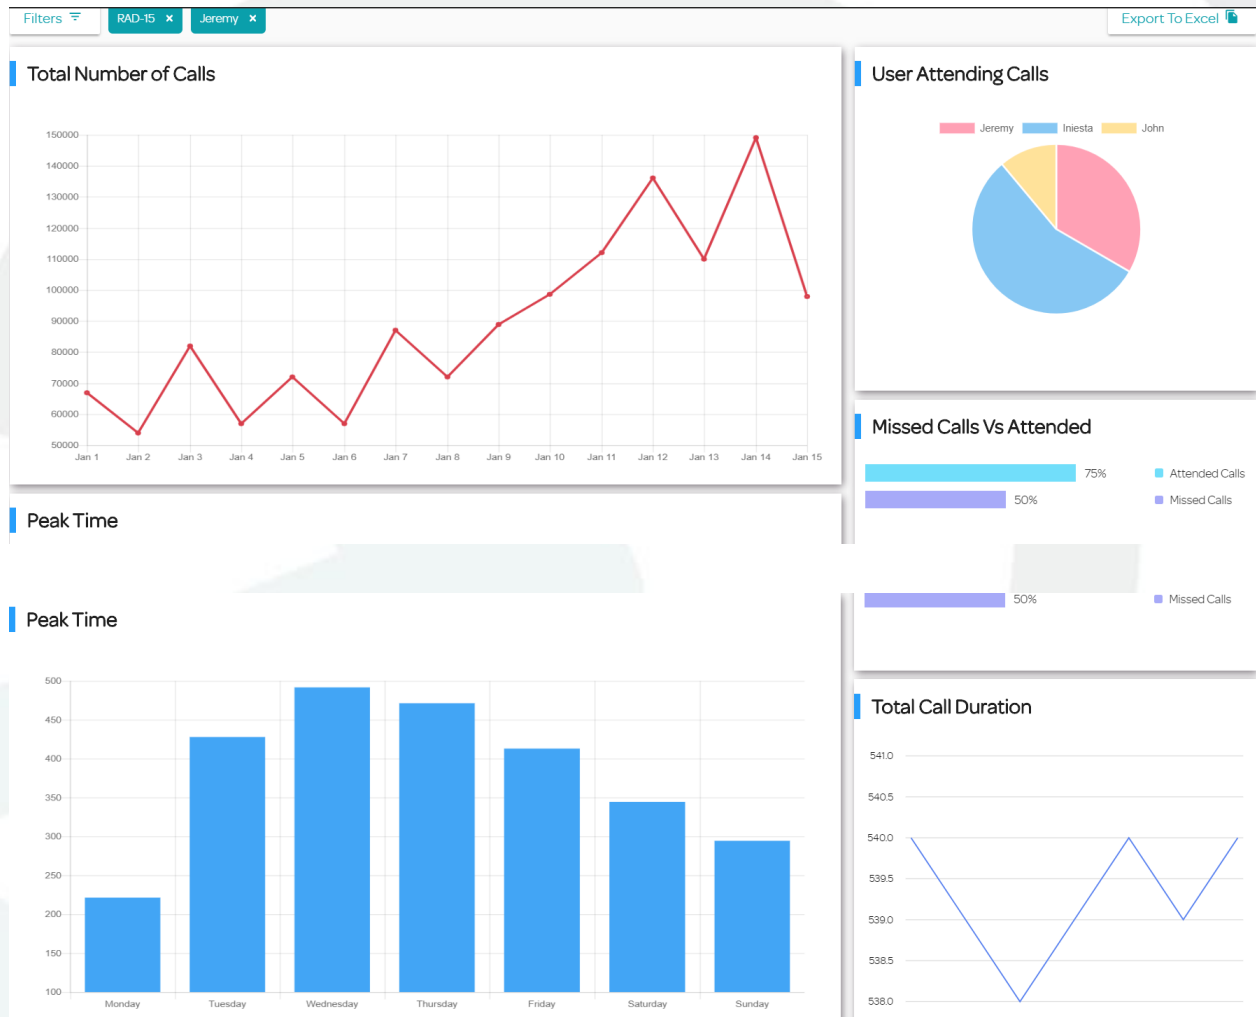 Filters
RAD-15 ×
Jeremy ×
Export To Excel
Total Number of Calls
150000
140000
130000
120000
110000
100000
90000
80000
70000
60000
50000
Jan 1 Jan 2 Jan 3 Jan 4 Jan 5 Jan 6 Jan 7 Jan 8 Jan 9 Jan 10 Jan 11 Jan 12 Jan 13 Jan 14 Jan 15
User Attending Calls
Jeremy Iniesta John
Missed Calls Vs Attended
75% Attended Calls
50% Missed Calls
Peak Time
50% Missed Calls
Peak Time
500
450
400
350
300
250
200
150
100
Monday Tuesday Wednesday Thursday Friday Saturday Sunday
Total Call Duration
541.0
540.5
540.0
539.5
539.0
538.5
538.0